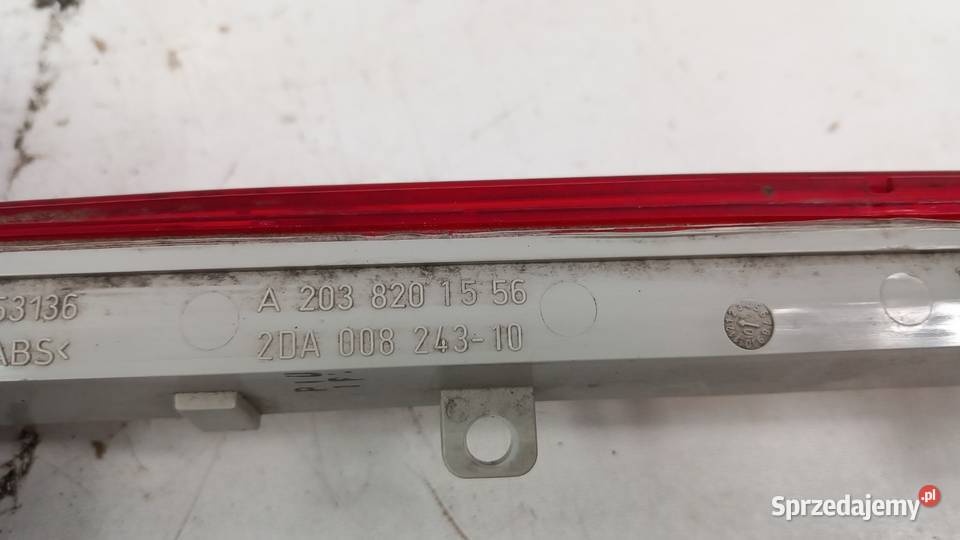 53136
A 203 820 15 56
ABS<
2DA 008 243-10
Sprzedajemy.pl